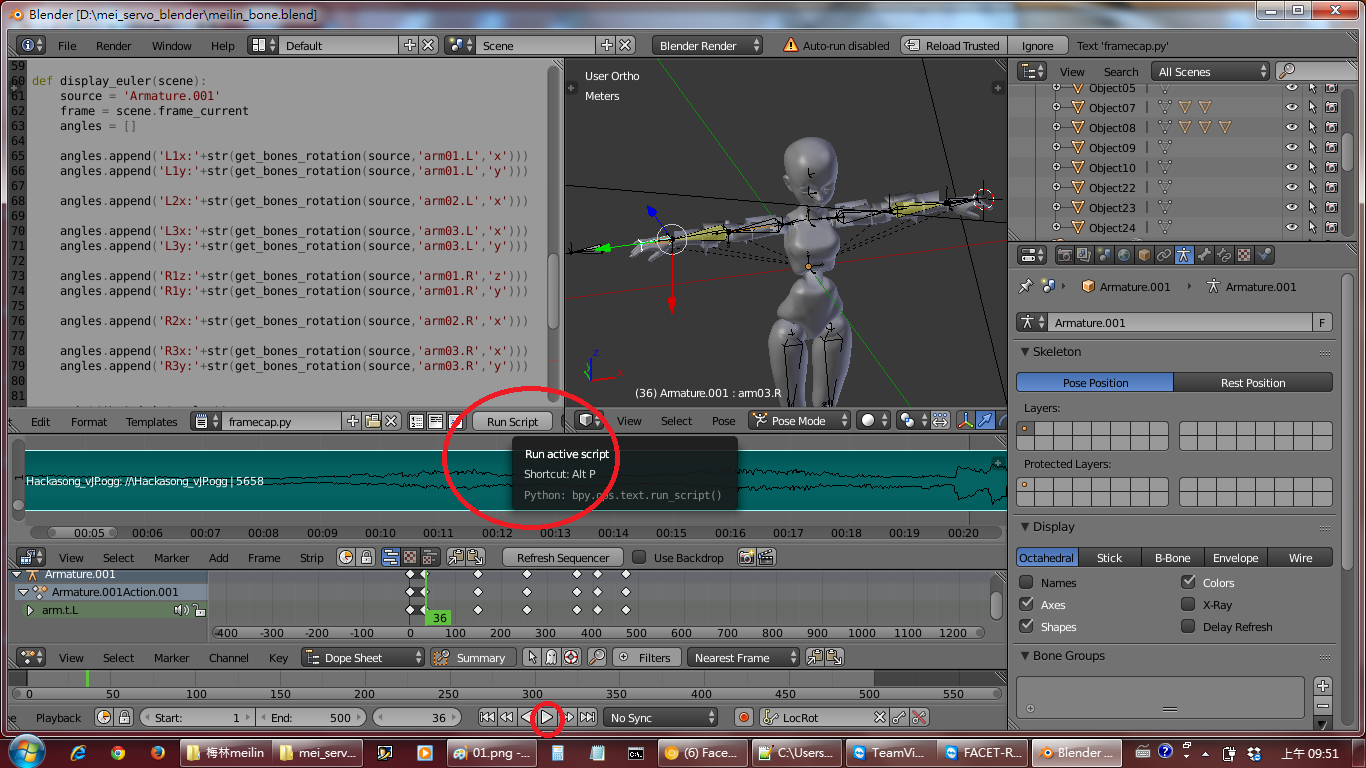 Blender [D:\mei_servo_blender\meilin_bone.blend]
File Render Window Help Default Scene Blender Render Auto-run disabled Reload Trusted Ignore Text 'framecap.py'
59
60 def display_euler(scene):
61 source = 'Armature.001'
62 frame = scene.frame_current
63 angles = []
64
65 angles.append('L1x:'+str(get_bones_rotation(source,'arm01.L','x')))
66 angles.append('L1y:'+str(get_bones_rotation(source,'arm01.L','y')))
67
68 angles.append('L2x:'+str(get_bones_rotation(source,'arm02.L','x')))
69
70 angles.append('L3x:'+str(get_bones_rotation(source,'arm03.L','x')))
71 angles.append('L3y:'+str(get_bones_rotation(source,'arm03.L','y')))
72
73 angles.append('R1z:'+str(get_bones_rotation(source,'arm01.R','z')))
74 angles.append('R1y:'+str(get_bones_rotation(source,'arm01.R','y')))
75
76 angles.append('R2x:'+str(get_bones_rotation(source,'arm02.R','x')))
77
78 angles.append('R3x:'+str(get_bones_rotation(source,'arm03.R','x')))
79 angles.append('R3y:'+str(get_bones_rotation(source,'arm03.R','y')))
80
81
Edit Format Templates framecap.py Run Script
User Ortho
Meters
z
x
(36) Armature.001 : arm03.R
View Select Pose Pose Mode
View Search All Scenes
Object05
Object07
Object08
Object09
Object10
Object22
Object23
Object24
Armature.001 Armature.001
Armature.001 F
Skeleton
Pose Position Rest Position
Layers:
Protected Layers:
Display
Octahedral Stick B-Bone Envelope Wire
Names Colors
Axes X-Ray
Shapes Delay Refresh
Bone Groups
Run active script
Shortcut: Alt P
Python: bpy.ops.text.run_script()
1
Hackasong_vJP.ogg: //Hackasong_vJP.ogg | 5658
00:05 00:06 00:07 00:08 00:09 00:10 00:11 00:12 00:13 00:14 00:15 00:16 00:17 00:18 00:19 00:20
View Select Marker Add Frame Strip Refresh Sequencer Use Backdrop
Armature.001
Armature.001Action.001
arm.t.L
36
-400 -300 -200 -100 0 100 200 300 400 500 600 700 800 900 1000 1100 1200
View Select Marker Channel Key Dope Sheet Summary Filters Nearest Frame
0 50 100 150 200 250 300 350 400 450 500 550
Playback Start: 1 End: 500 36 No Sync LocRot
梅林meilin mei_serv... 01.png -... (6) Face... C:\Users... TeamVi... FACET-R... Blender ... 上午 09:51